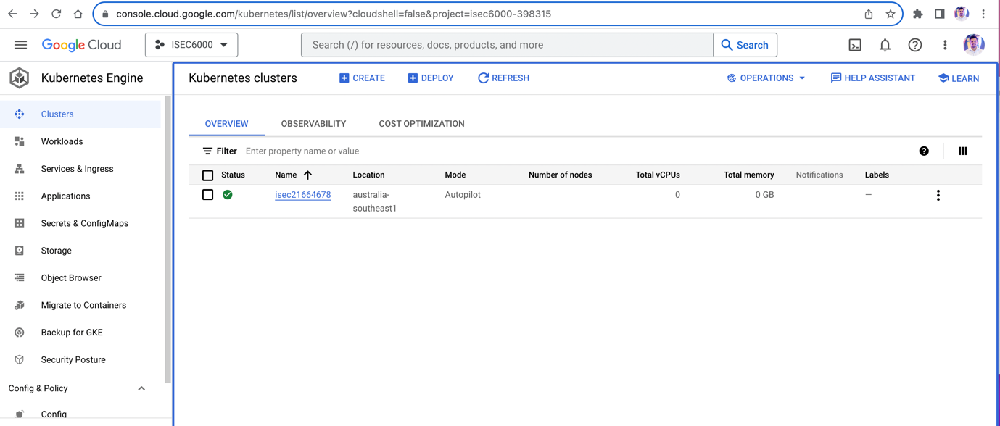 console.cloud.google.com/kubernetes/list/overview?cloudshell=false&project=isec6000-398315
Google Cloud
ISEC6000
Search (/) for resources, docs, products, and more
Search
Kubernetes Engine
Kubernetes clusters
CREATE
DEPLOY
REFRESH
OPERATIONS
HELP ASSISTANT
LEARN
Clusters
Workloads
Services & Ingress
Applications
Secrets & ConfigMaps
Storage
Object Browser
Migrate to Containers
Backup for GKE
Security Posture
Config & Policy
Config
OVERVIEW
OBSERVABILITY
COST OPTIMIZATION
Filter Enter property name or value
Status Name Location Mode Number of nodes Total vCPUs Total memory Notifications Labels
isec21664678 australia- Autopilot 0 0 GB —
southeast1